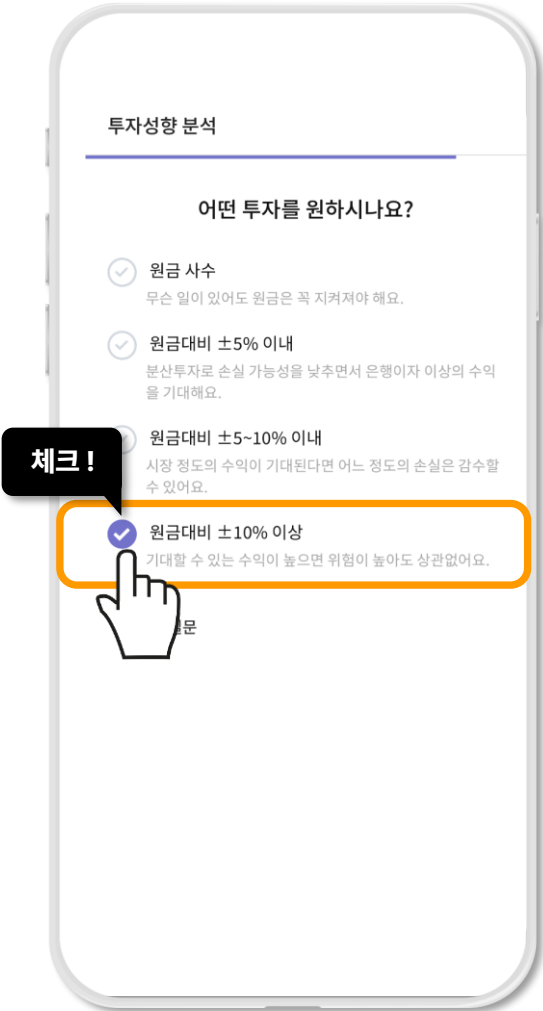 투자성향 분석
어떤 투자를 원하시나요?
원금 사수
무슨 일이 있어도 원금은 꼭 지켜져야 해요.
원금대비 ±5% 이내
분산투자로 손실 가능성을 낮추면서 은행이자 이상의 수익
을 기대해요.
원금대비 ±5~10% 이내
체크 !
시장 정도의 수익이 기대된다면 어느 정도의 손실은 감수할
수 있어요.
원금대비 ±10% 이상
기대할 수 있는 수익이 높으면 위험이 높아도 상관없어요.